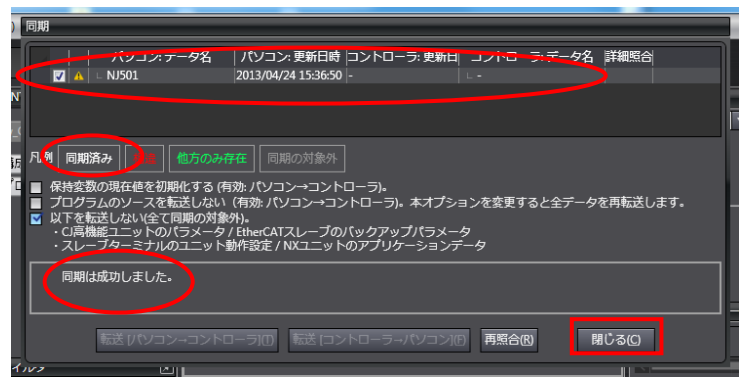 同期
パソコン:データ名 パソコン:更新日時 コントローラ:更新日 コントローラ:データ名 詳細照合
NJ501 2013/04/24 15:36:50 - -
凡例 同期済み 他方のみ存在 同期の対象外
保持変数の現在値を初期化する (有効: パソコン→コントローラ)。
プログラムのソースを転送しない (有効: パソコン→コントローラ)。本オプションを変更すると全データを再転送します。
以下を転送しない(全て同期の対象外)。
・CJ高機能ユニットのパラメータ / EtherCATスレーブのバックアップパラメータ
・スレーブターミナルのユニット動作設定 / NXユニットのアプリケーションデータ
同期は成功しました。
転送 [パソコン→コントローラ](T) 転送 [コントローラ→パソコン](F) 再照合(R) 閉じる(C)